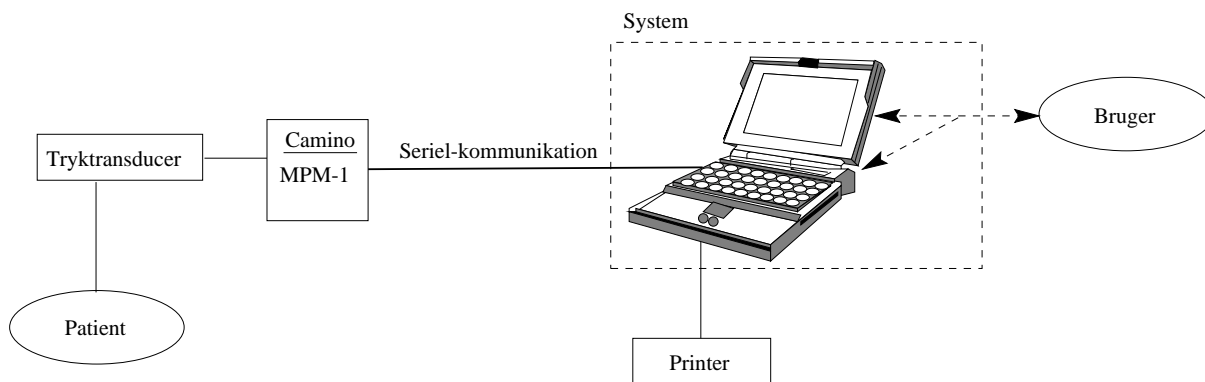 System
Tryktransducer
Camino
MPM-1
Seriel-kommunikation
Bruger
Patient
Printer